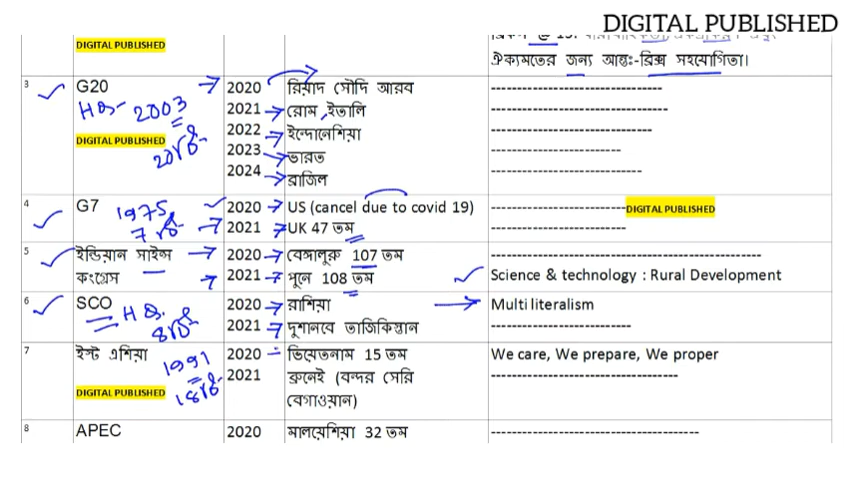 DIGITAL PUBLISHED
DIGITAL PUBLISHED
ঐক্যমতের জন্য আন্তঃ-ব্রিক্স সহযোগিতা।
3
G20
2020 রিয়াদ সৌদি আরব
2021 রোম ,ইতালি
2022 ইন্দোনেশিয়া
2023 ভারত
2024 ব্রাজিল
HQ- 2003
DIGITAL PUBLISHED
4
G7
1975
2020 US (cancel due to covid 19)
2021 UK 47 তম
DIGITAL PUBLISHED
5
ইন্ডিয়ান সাইন্স
কংগ্রেস
2020 বেঙ্গালুরু 107 তম
2021 পুনে 108 তম
Science & technology : Rural Development
6
SCO
HQ.
2020 রাশিয়া
2021 দুশানবে তাজিকিস্তান
Multi literalism
7
ইস্ট এশিয়া
1991
2020 ভিয়েতনাম 15 তম
2021 ব্রুনেই (বন্দর সেরি
বেগাওয়ান)
We care, We prepare, We proper
DIGITAL PUBLISHED
8
APEC
2020 মালয়েশিয়া 32 তম